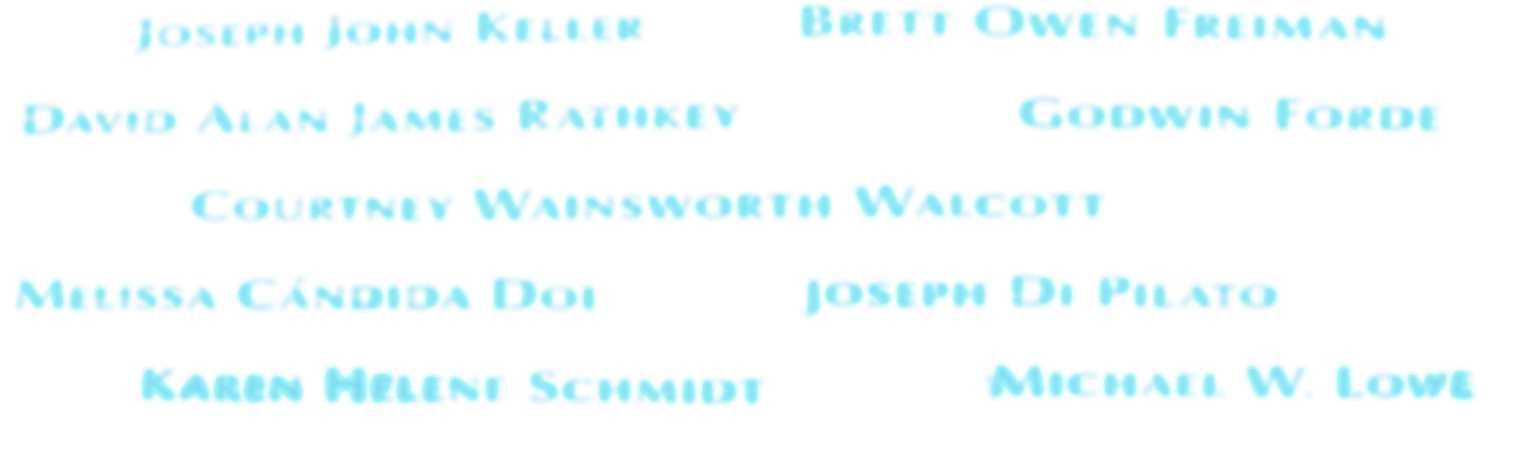 Joseph John Keller Brett Owen Freiman
David Alan James Rathkey Godwin Forde
Courtney Wainsworth Walcott
Melissa Cándida Doi Joseph Di Pilato
Karen Helene Schmidt Michael W. Lowe